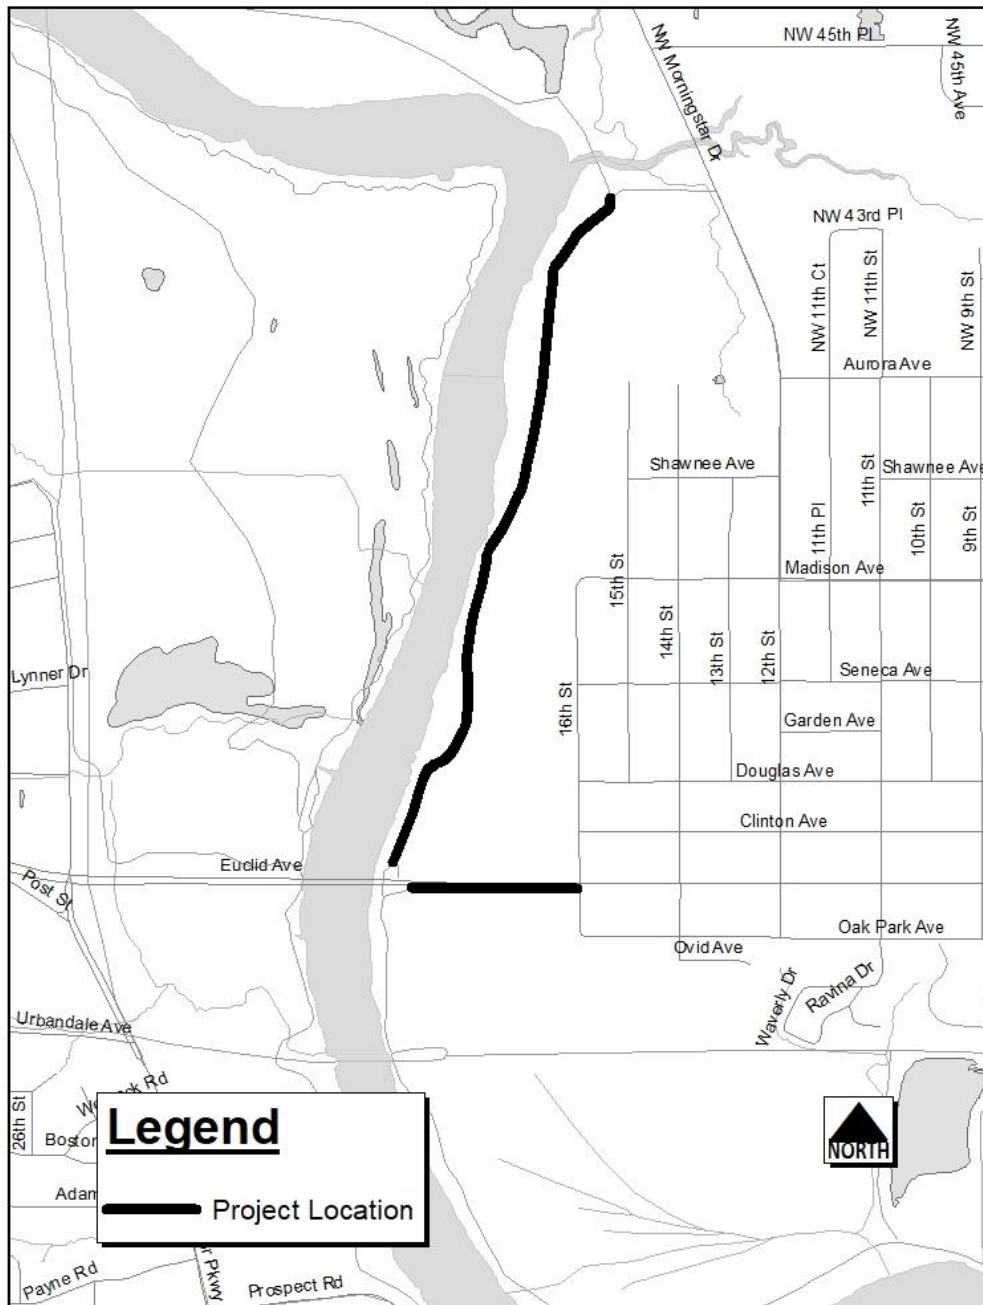 NW 45th Pl
NW 45th Ave
NW Morningstar Dr
NW 43rd Pl
NW 11th Ct
NW 11th St
NW 6th St
Aurora Ave
Shawnee Ave
Shawnee Ave
11th St
11th Pl
10th St
9th St
Madison Ave
15th St
14th St
13th St
12th St
Seneca Ave
Lynner Dr
16th St
Garden Ave
Douglas Ave
Clinton Ave
Euclid Ave
Post St
Oak Park Ave
Ovid Ave
Waverly Dr
Ravina Dr
Urbandale Ave
26th St
Boston
Adam
Legend
Project Location
NORTH
Pkwy
Payne Rd
Prospect Rd